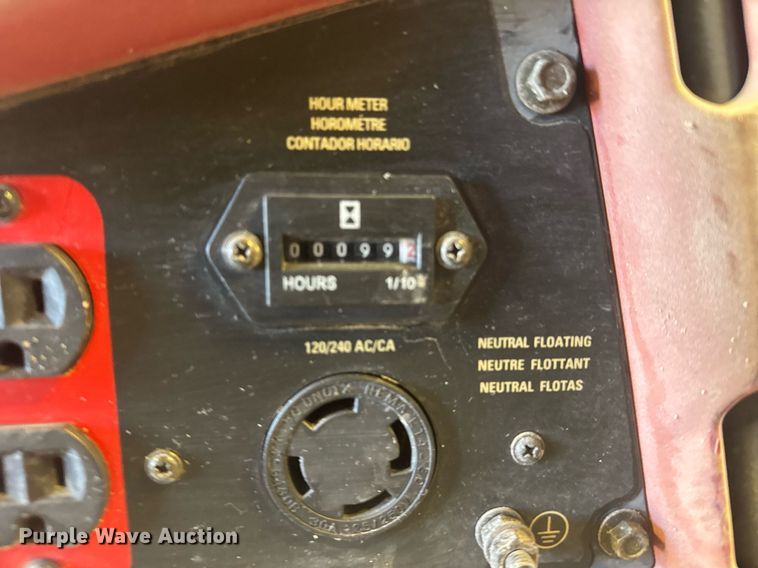 HOUR METER
HOROMÉTRE
CONTADOR HORARIO
0 0 0 9 9 2
HOURS 1/10
120/240 AC/CA
NEUTRAL FLOATING
NEUTRE FLOTTANT
NEUTRAL FLOTAS
Purple Wave Auction